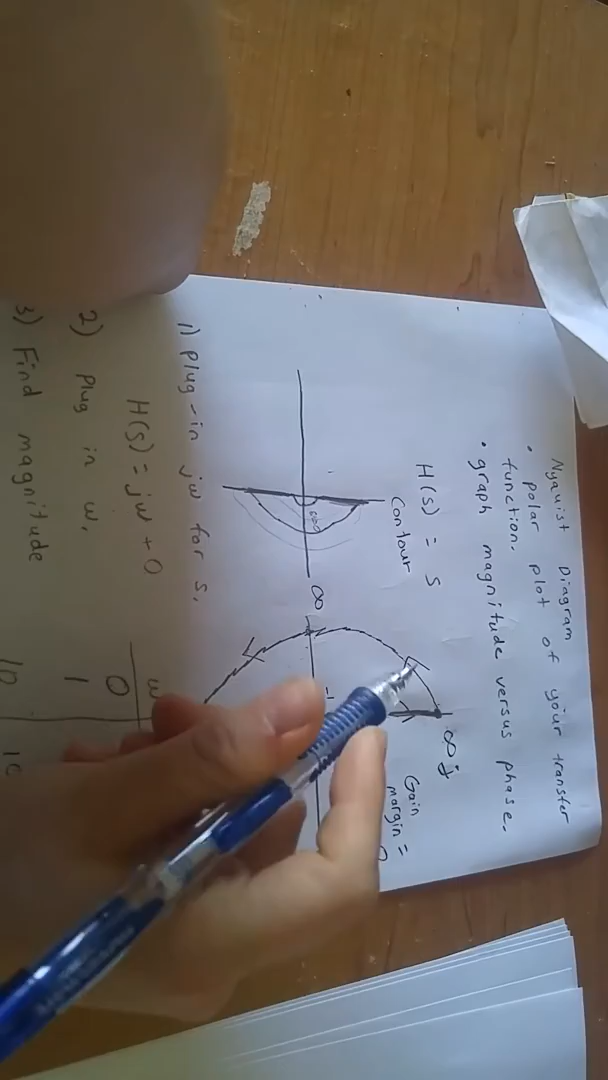 Nyquist Diagram
• polar plot of your transfer
function.
• graph magnitude versus phase.
H(s) = s
Contour
∞
-1
∞j
Gain
margin =
1) plug-in jω for s.
H(s) = jω + 0
2) plug in ω,
3) Find magnitude
ω
0
1
10